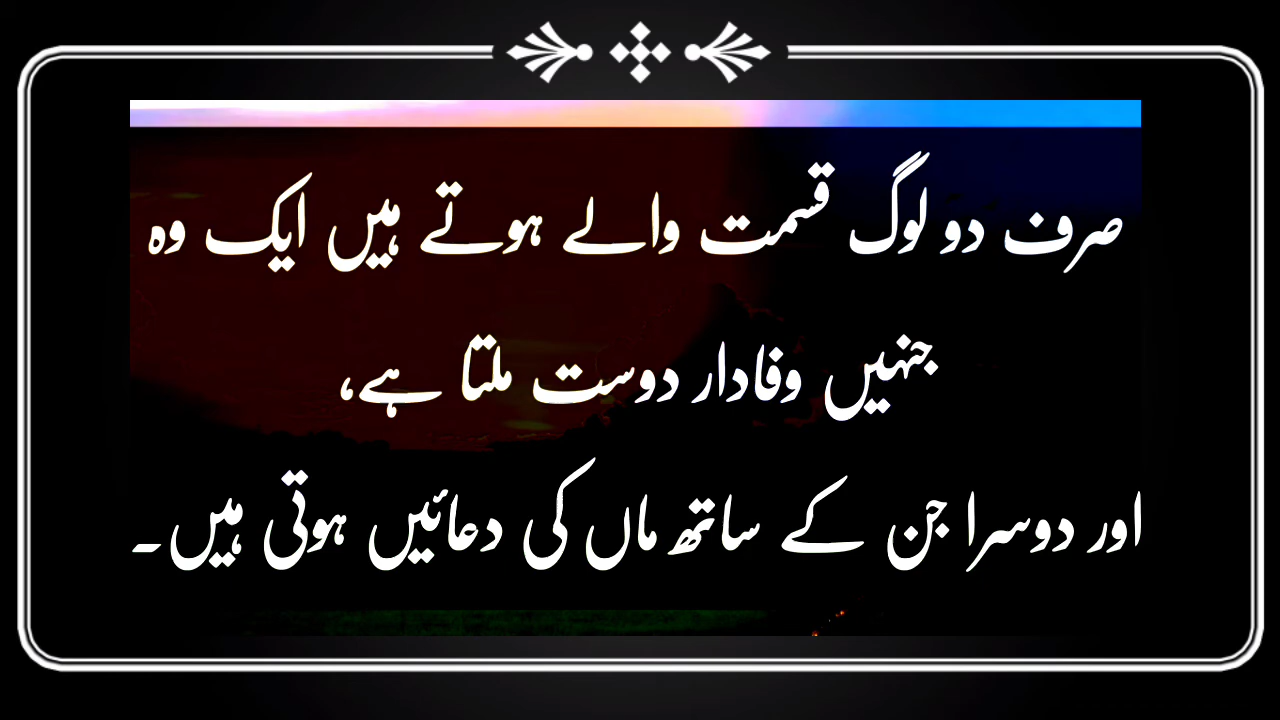 صرف دو لوگ قسمت والے ہوتے ہیں ایک وہ
جنہیں وفادار دوست ملتا ہے،
اور دوسرا جن کے ساتھ ماں کی دعائیں ہوتی ہیں۔